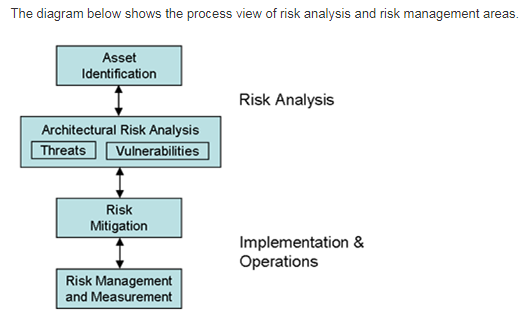 The diagram below shows the process view of risk analysis and risk management areas.
Asset
Identification
Risk Analysis
Architectural Risk Analysis
Threats
Vulnerabilities
Risk
Mitigation
Implementation &
Operations
Risk Management
and Measurement